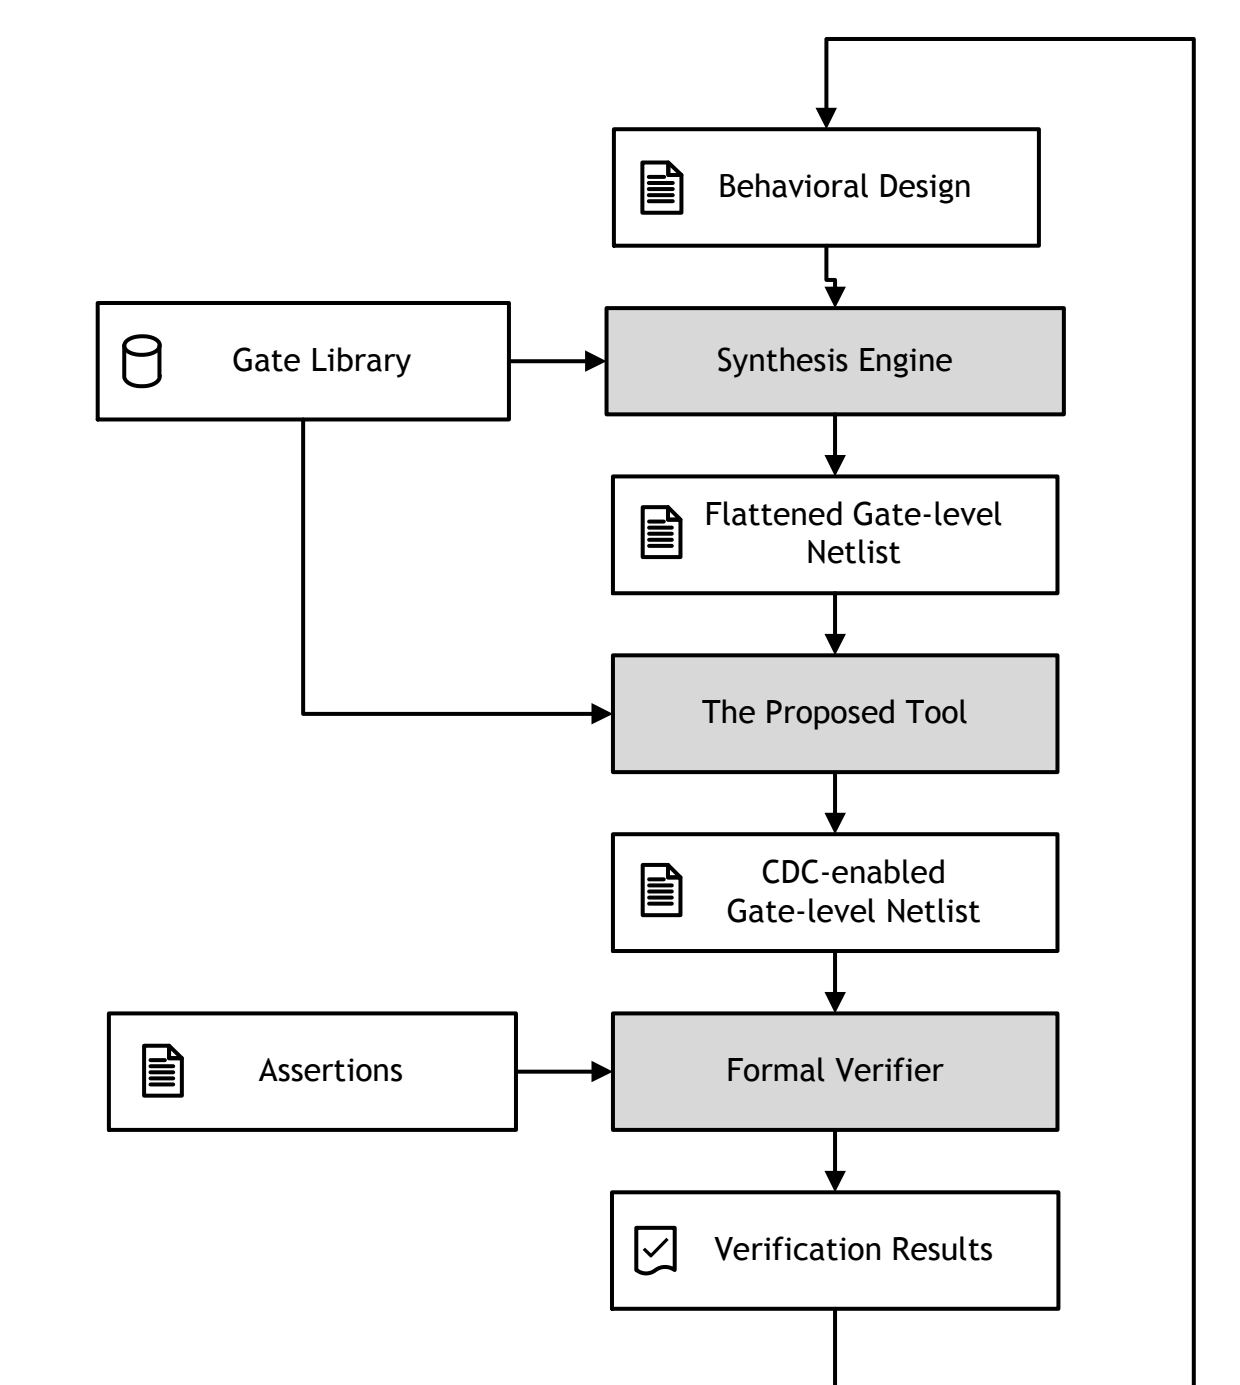 Behavioral Design
Gate Library
Synthesis Engine
Flattened Gate-level
Netlist
The Proposed Tool
CDC-enabled
Gate-level Netlist
Assertions
Formal Verifier
Verification Results